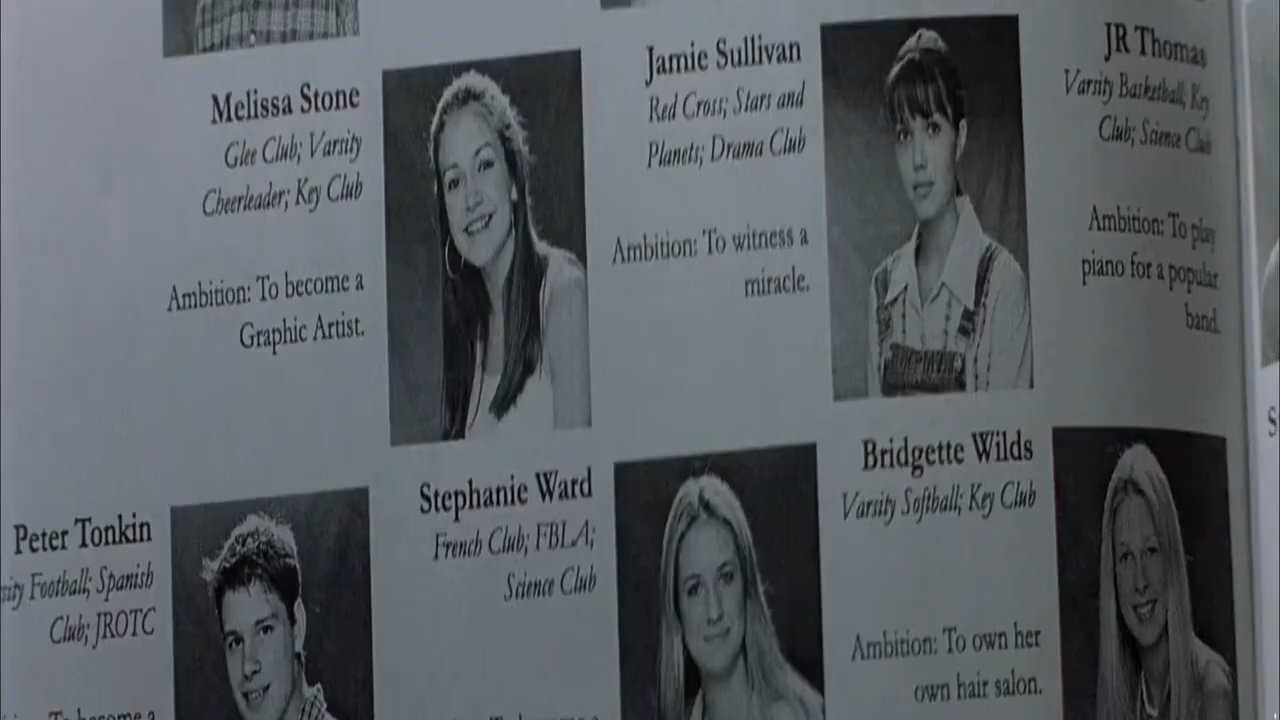 Melissa Stone
Glee Club; Varsity
Cheerleader; Key Club
Ambition: To become a
Graphic Artist.
Jamie Sullivan
Red Cross; Stars and
Planets; Drama Club
Ambition: To witness a
miracle.
JR Thomas
Varsity Basketball; Key
Club; Science Club
Ambition: To play
piano for a popular
band.
Peter Tonkin
Football; Spanish
Club; JROTC
Stephanie Ward
French Club; FBLA;
Science Club
Bridgette Wilds
Varsity Softball; Key Club
Ambition: To own her
own hair salon.
To become a
S